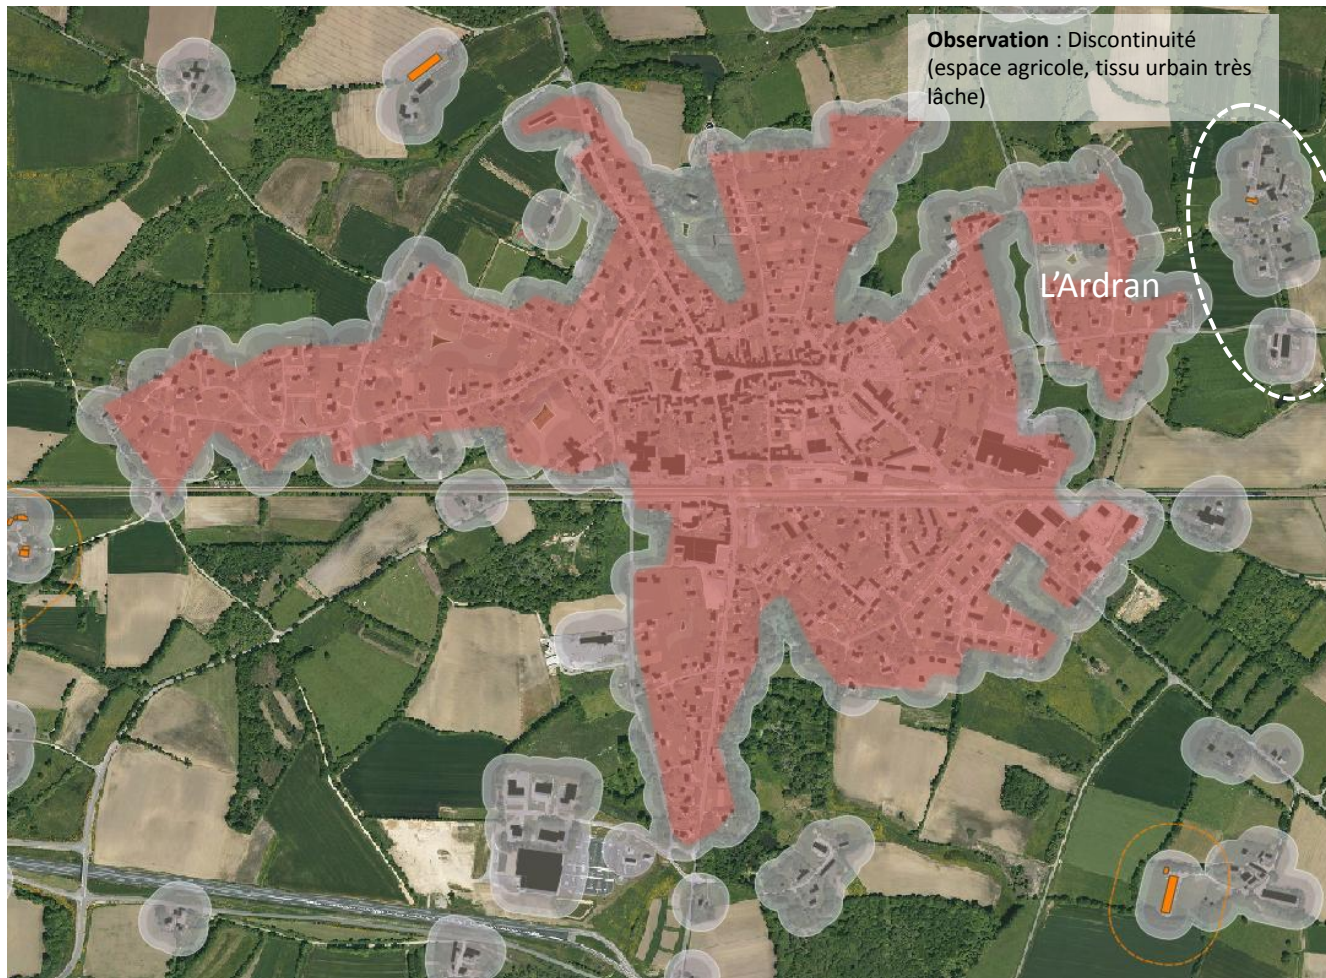 Observation : Discontinuité
(espace agricole, tissu urbain très
lâche)
L'Ardran